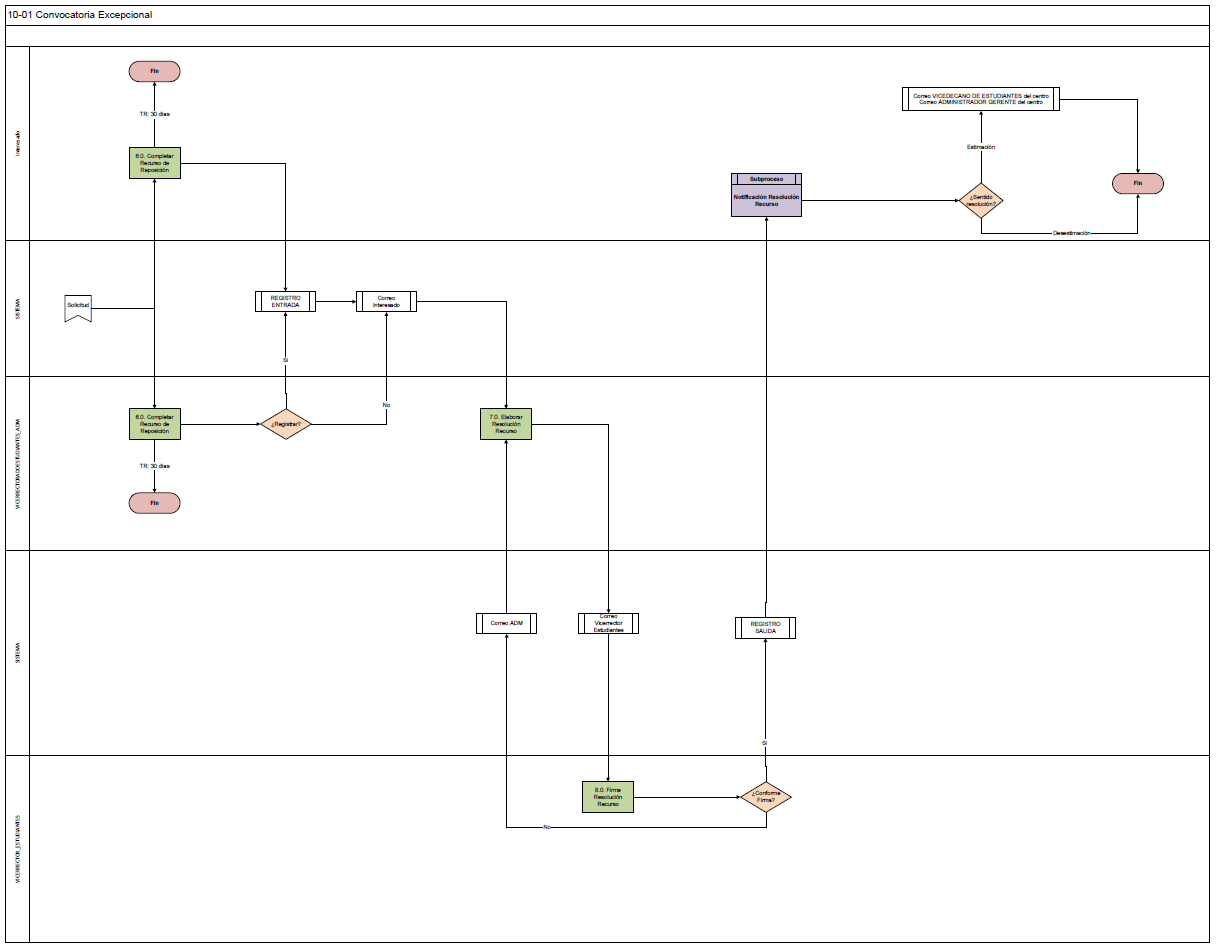 10-01 Convocatoria Excepcional
Interesado
Fin
TR: 30 días
6.0. Completar
Recurso de
Reposición
Correo VICEDECANO DE ESTUDIANTES del centro
Correo ADMINISTRADOR GERENTE del centro
Estimación
Subproceso
Notificación Resolución
Recurso
¿Sentido
resolución?
Fin
Desestimación
SISTEMA
Solicitud
REGISTRO
ENTRADA
Correo
Interesado
Si
VICERRECTORADOESTUDIANTES_ADM
No
6.0. Completar
Recurso de
Reposición
¿Registrar?
7.0. Elaborar
Resolución
Recurso
TR: 30 días
Fin
SISTEMA
Correo ADM
Correo
Vicerrector
Estudiantes
REGISTRO
SALIDA
Si
VICERRECTOR_ESTUDIANTES
8.0. Firma
Resolución
Recurso
¿Conforme
Firma?
No